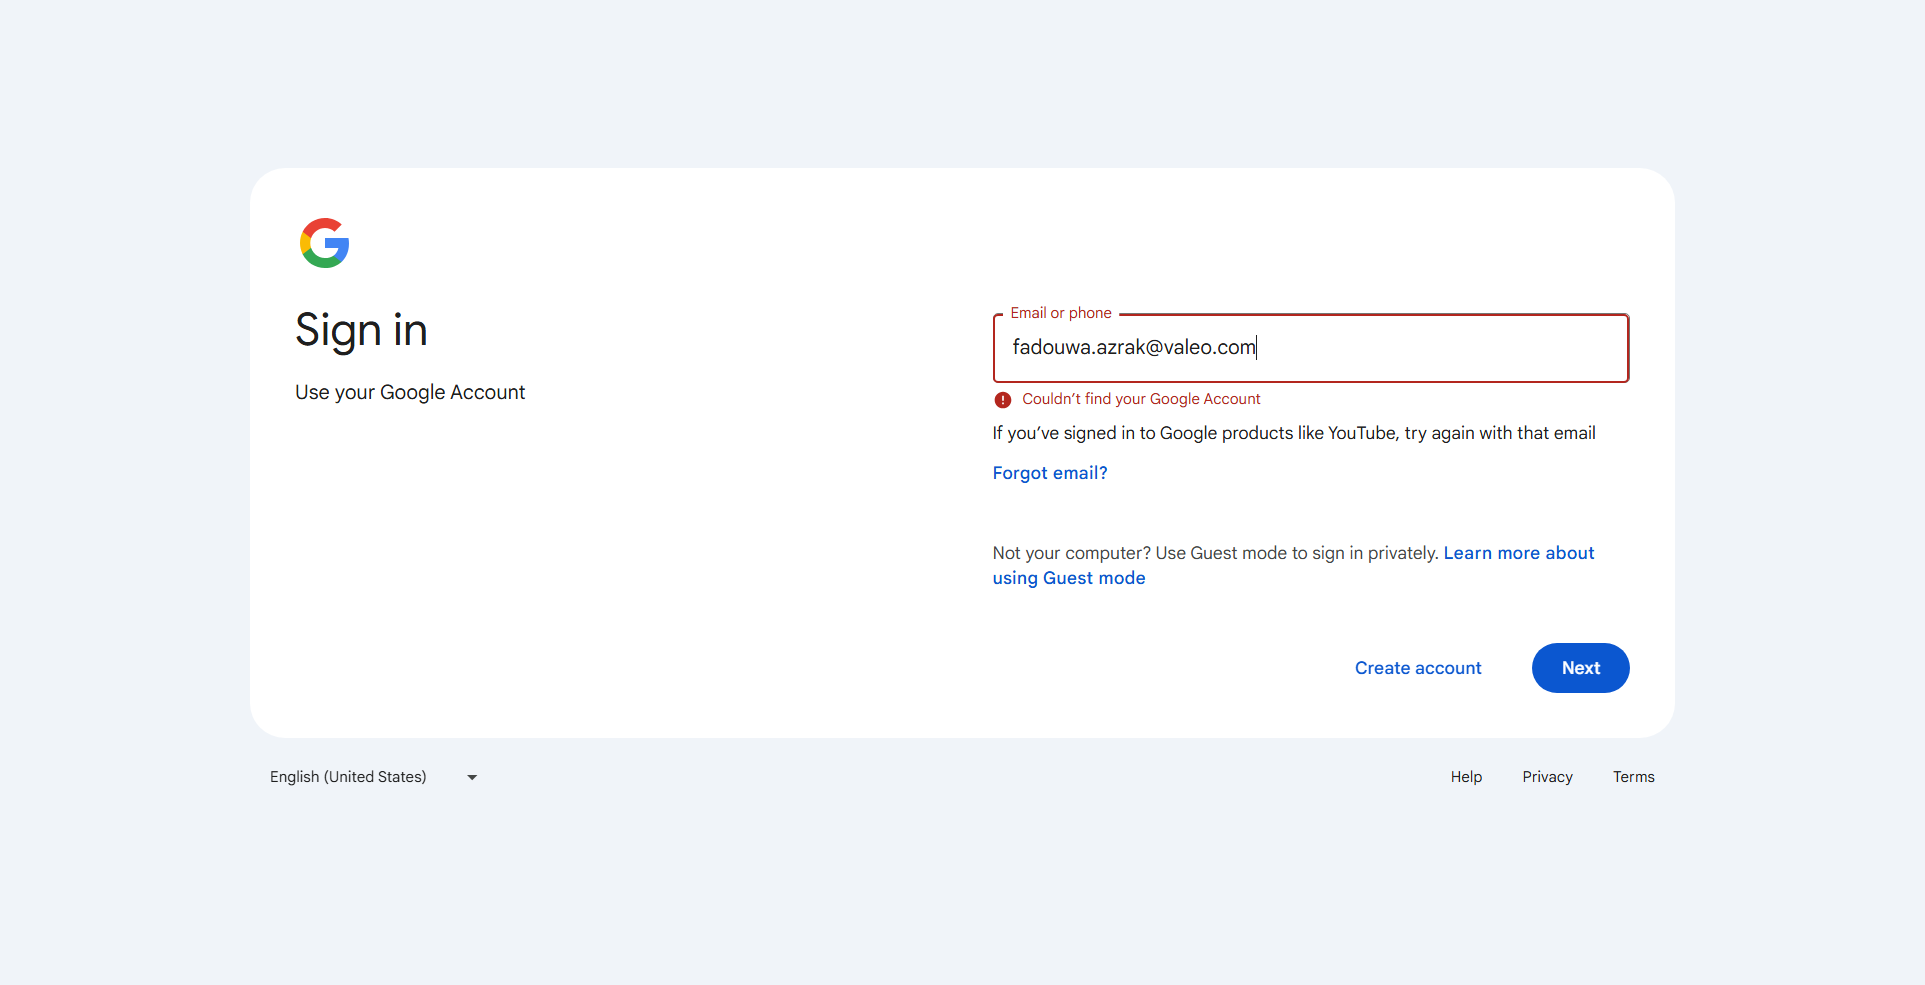 Sign in
Use your Google Account
Email or phone
fadouwa.azrak@valeo.com
Couldn't find your Google Account
If you've signed in to Google products like YouTube, try again with that email
Forgot email?
Not your computer? Use Guest mode to sign in privately. Learn more about
using Guest mode
Create account
Next
English (United States)
Help
Privacy
Terms